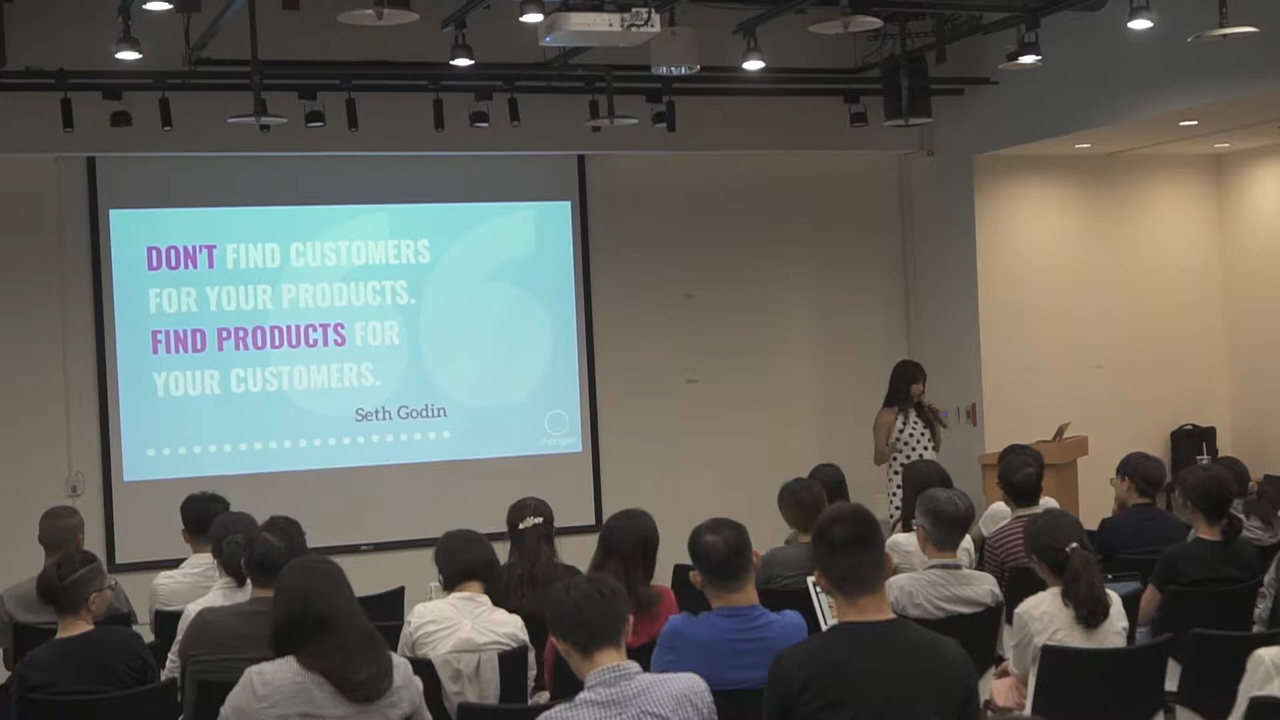 DON'T FIND CUSTOMERS
FOR YOUR PRODUCTS.
FIND PRODUCTS FOR
YOUR CUSTOMERS.
Seth Godin